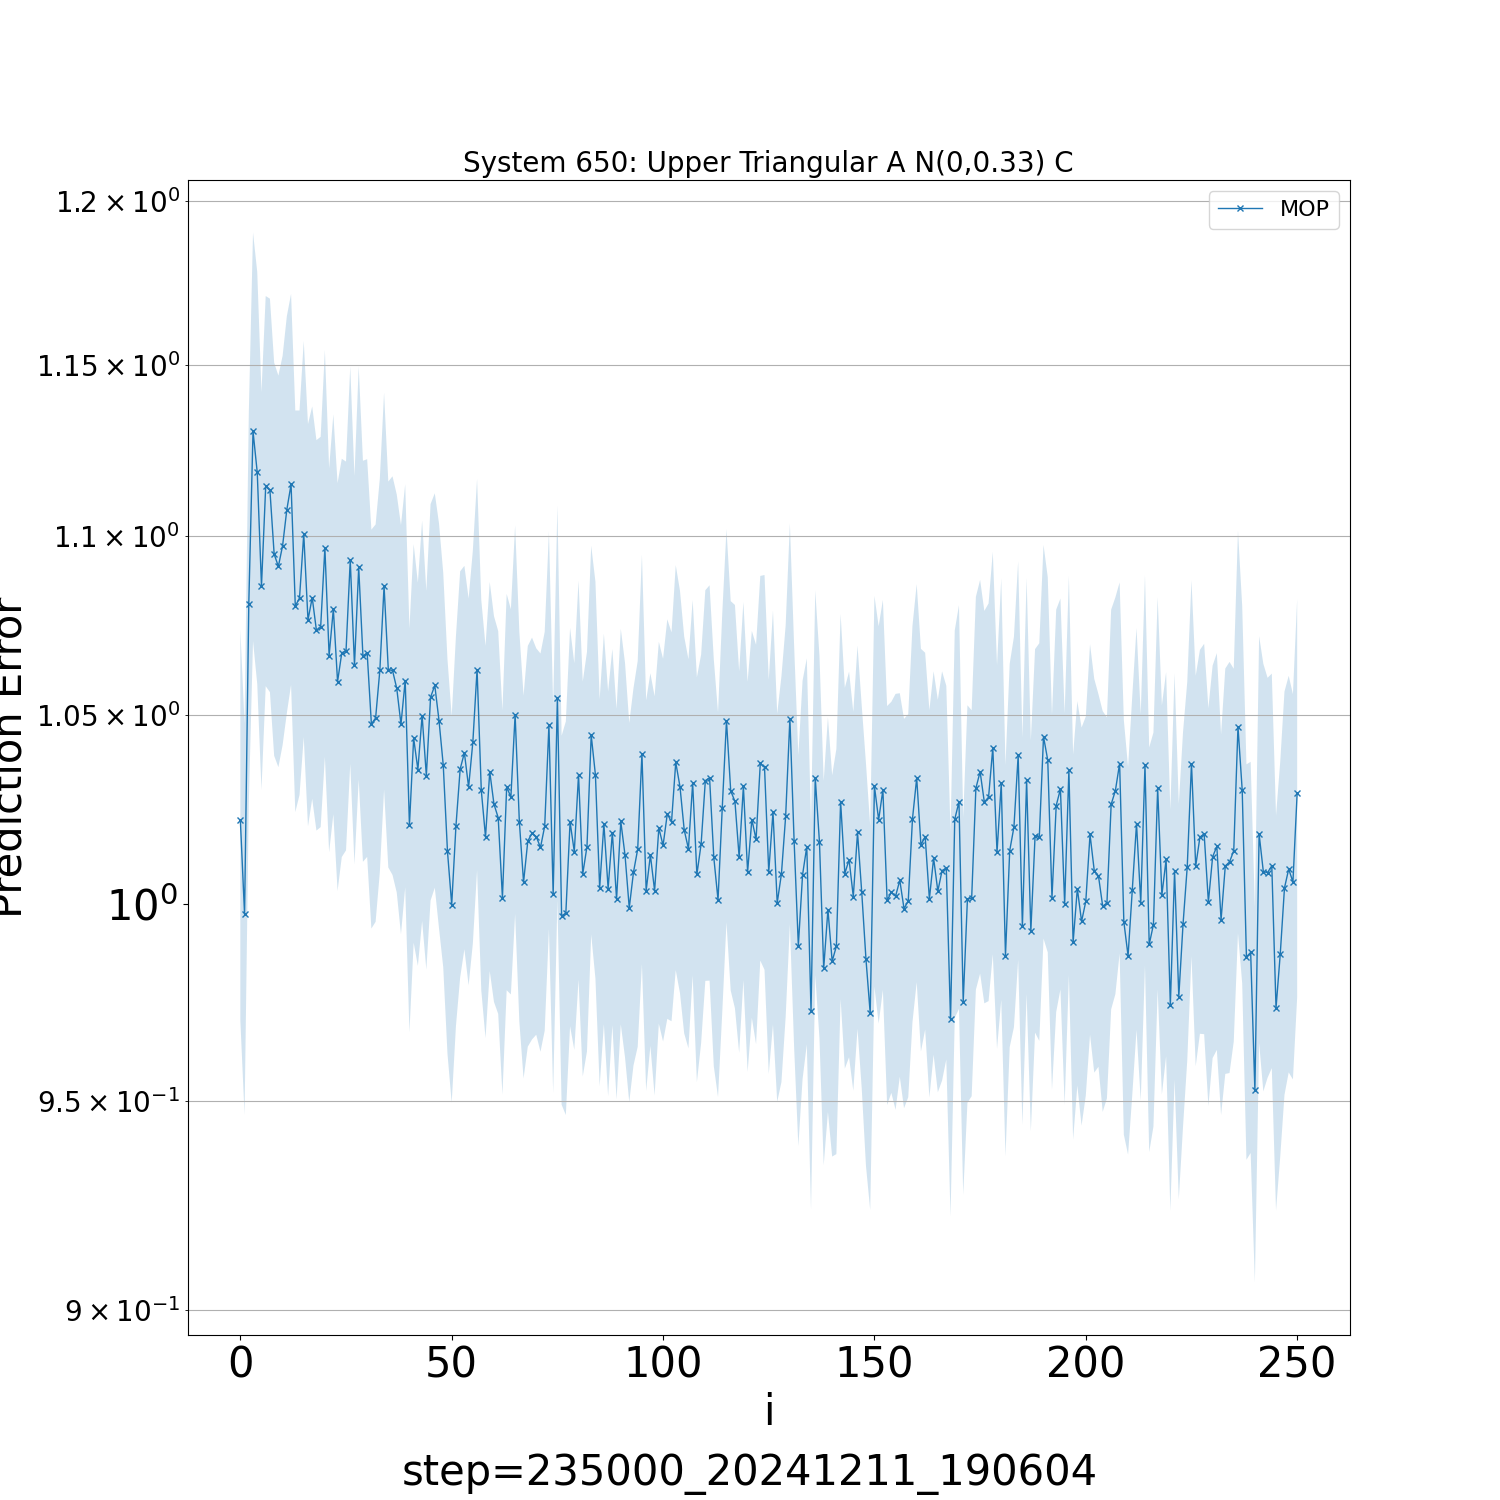 System 650: Upper Triangular A N(0,0.33) C
MOP
1.2 × 10⁰
1.15 × 10⁰
1.1 × 10⁰
1.05 × 10⁰
10⁰
9.5 × 10⁻¹
9 × 10⁻¹
Prediction Error
0 50 100 150 200 250
i
step=235000_20241211_190604